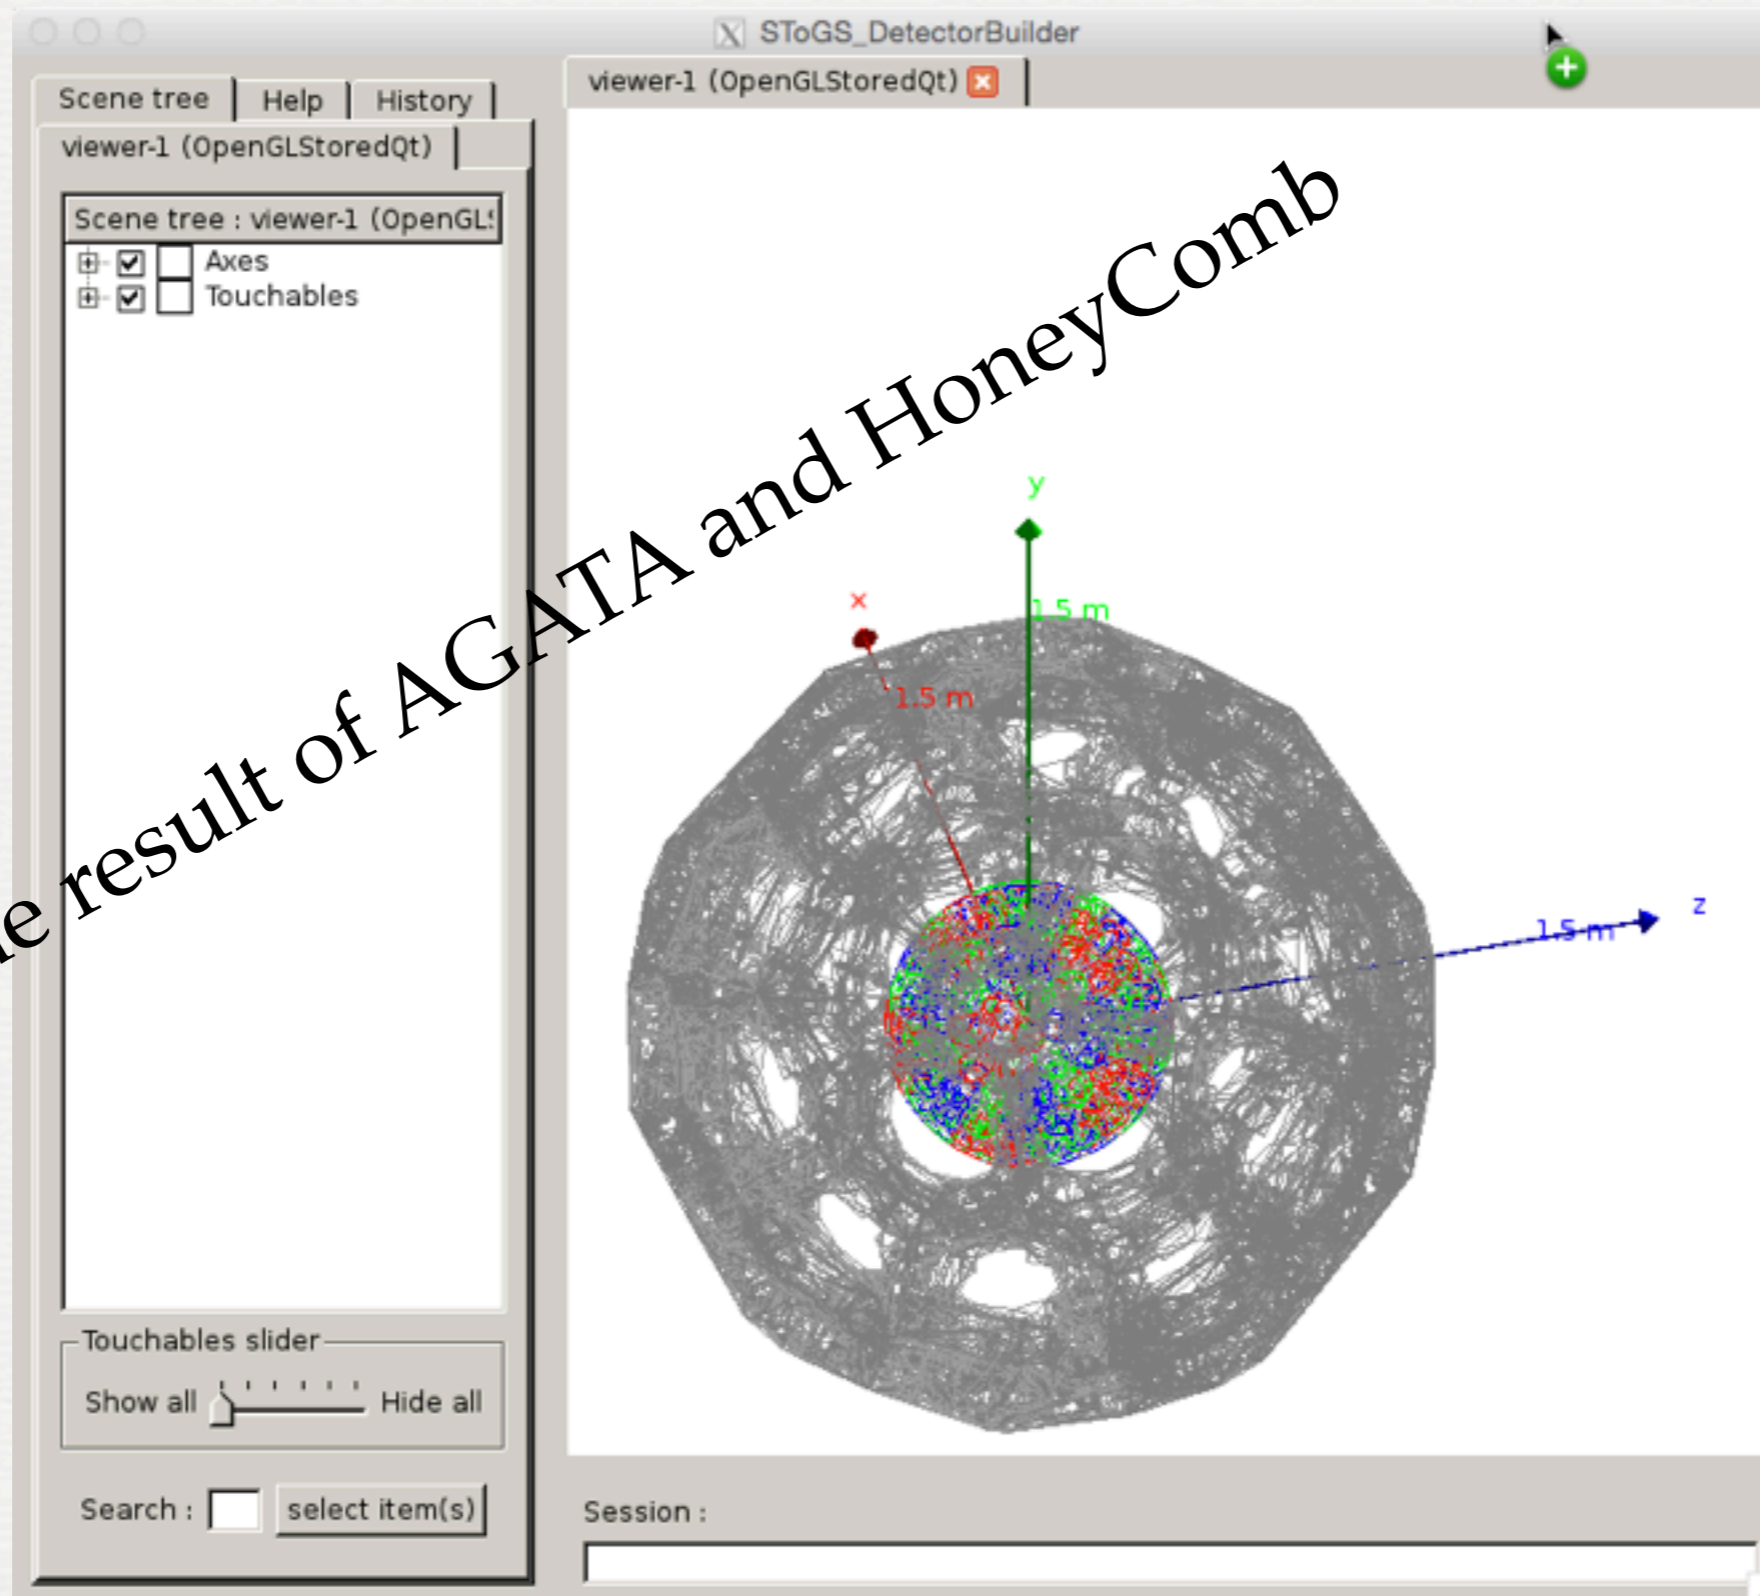 SToGS_DetectorBuilder
Scene tree
Help
History
viewer-1 (OpenGLStoredQt)
viewer-1 (OpenGLStoredQt)
Scene tree : viewer-1 (OpenGL
Axes
Touchables
result of AGATA and HoneyComb
y
1.5 m
x
1.5 m
z
1.5 m
Touchables slider
Show all
Hide all
Search :
select item(s)
Session :